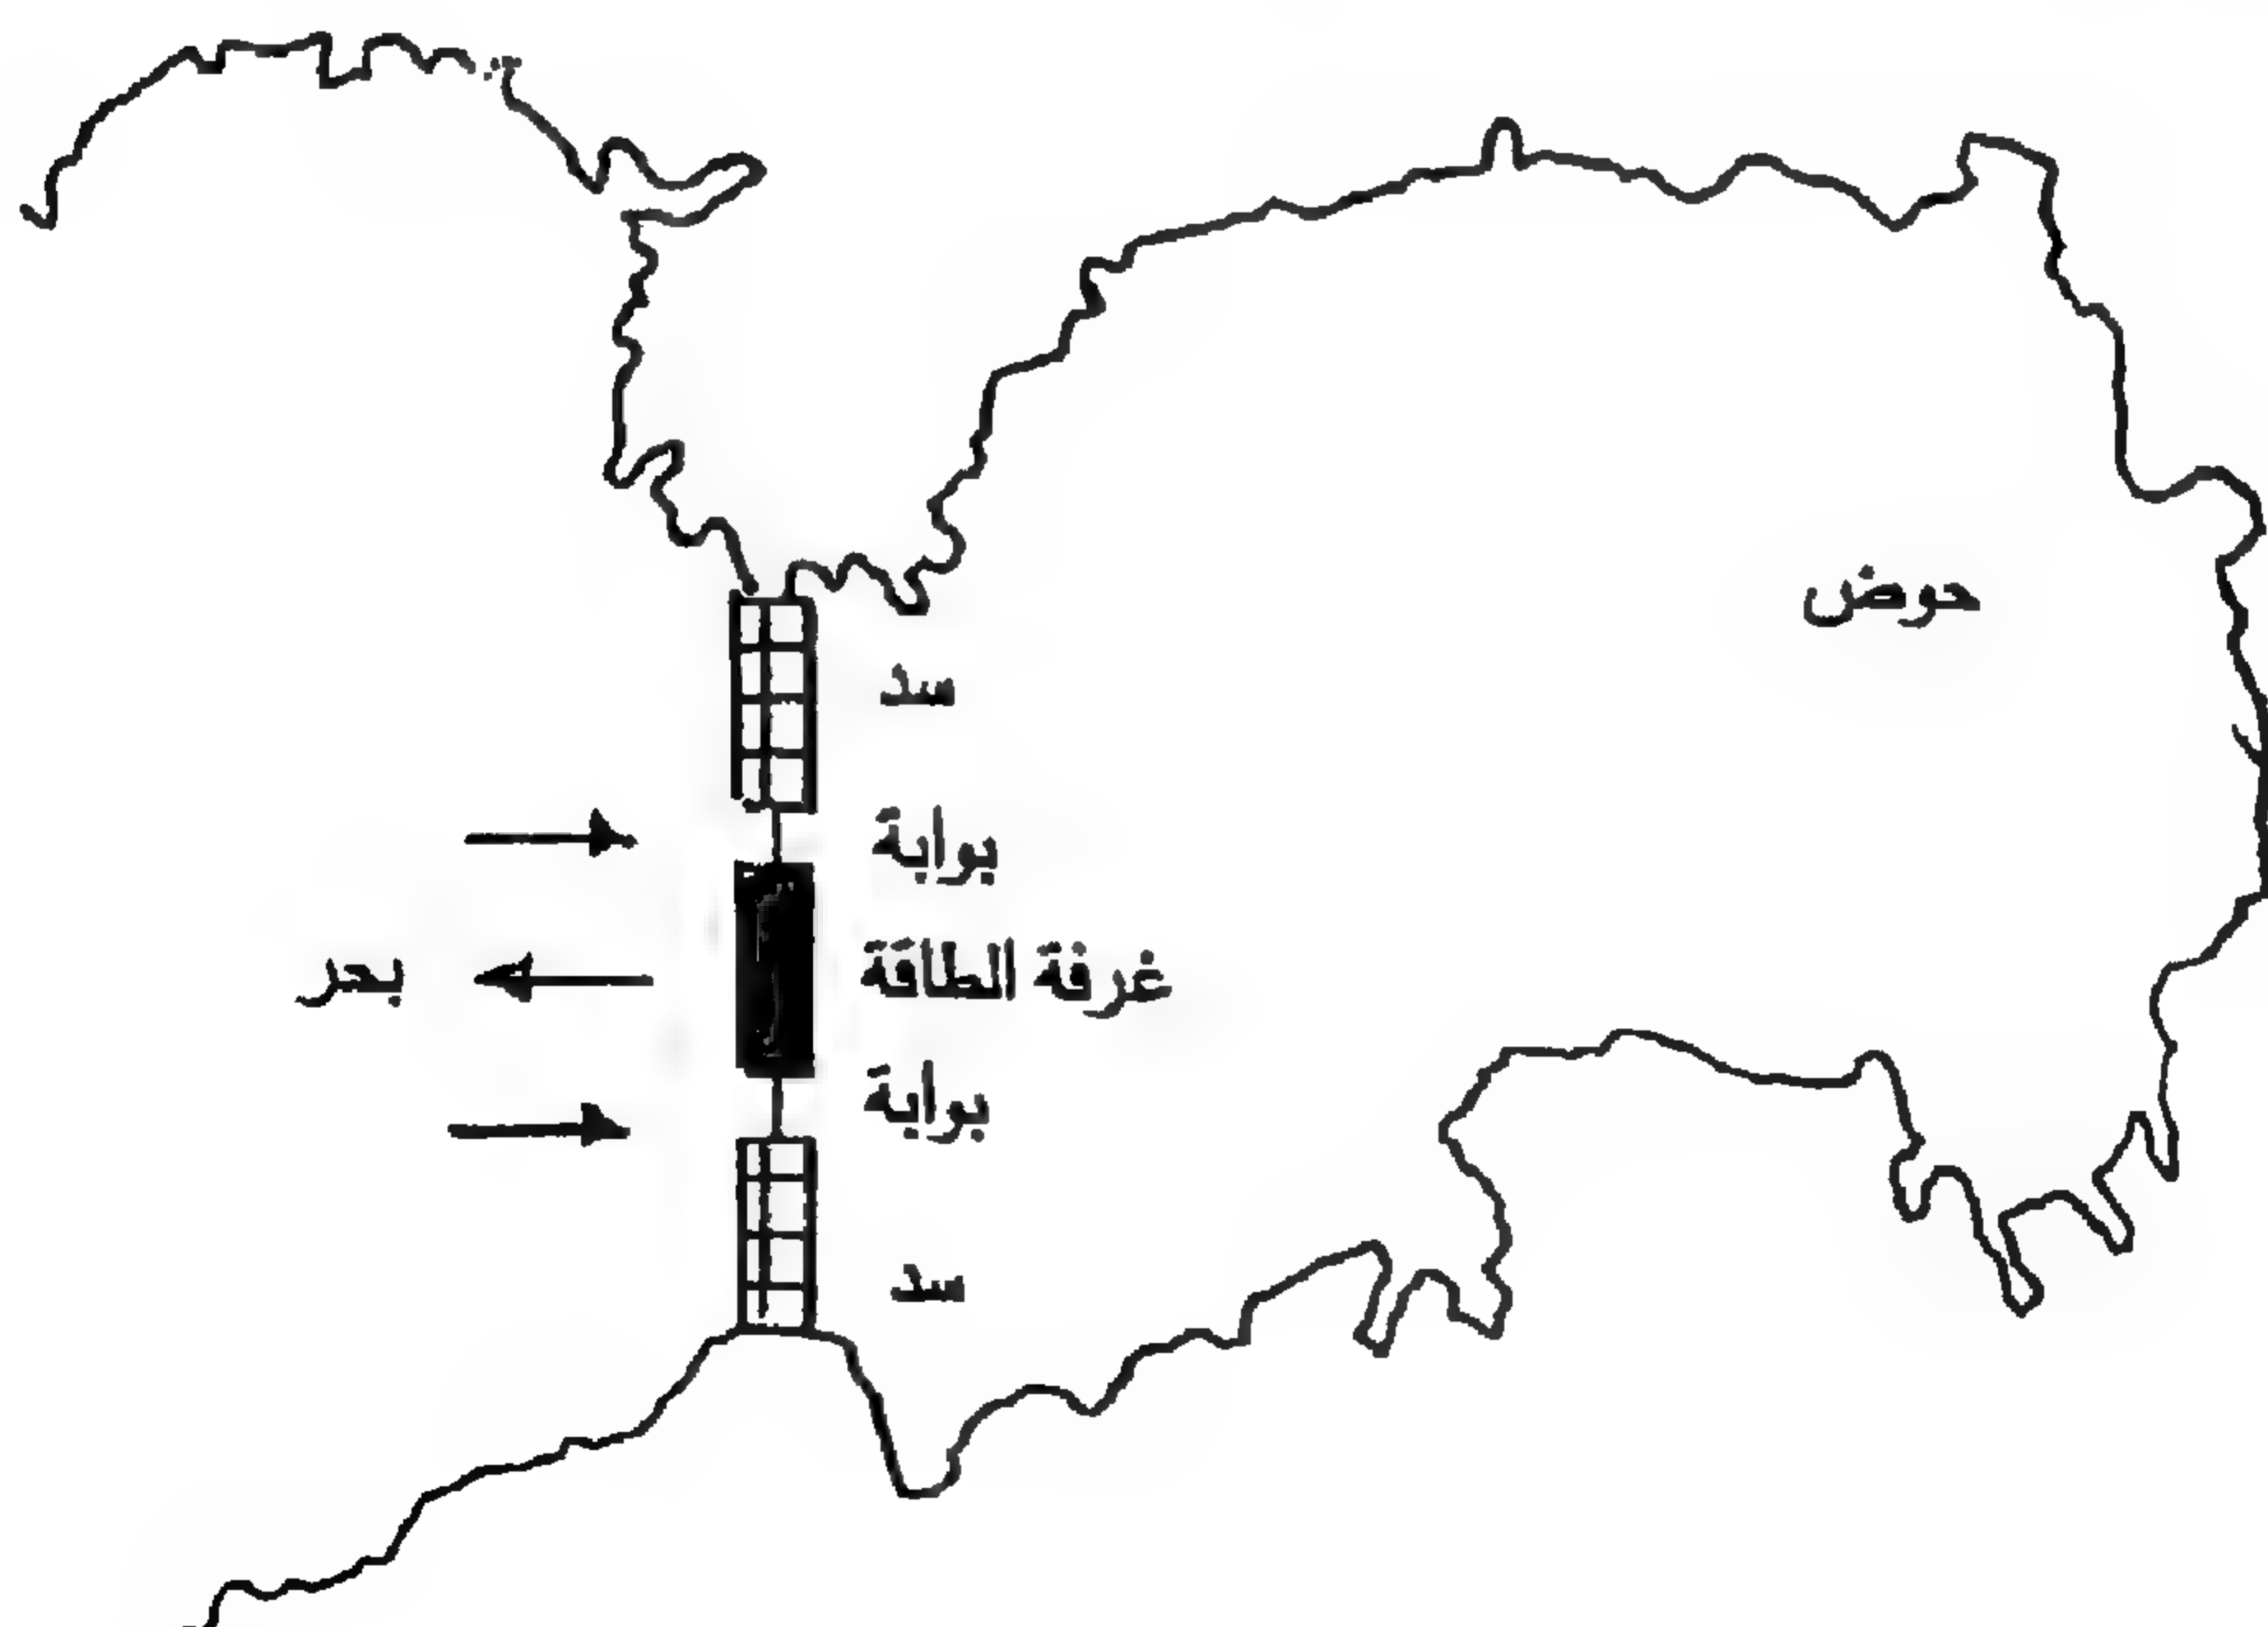 حوض
سد
بوابة
غرفة الطاقة
بحر
بوابة
سد